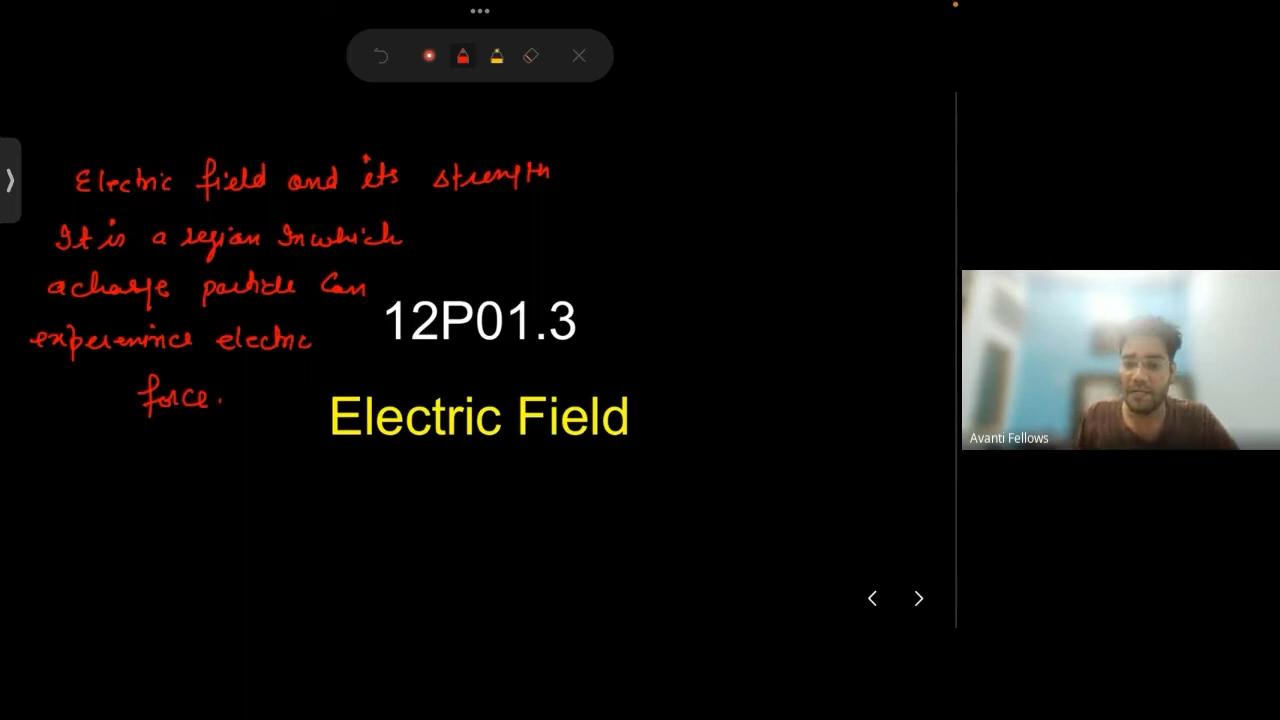 Electric field and its strength
It is a region In which
a charge particle Can
experenince electric
force.
12P01.3
Electric Field
Avanti Fellows